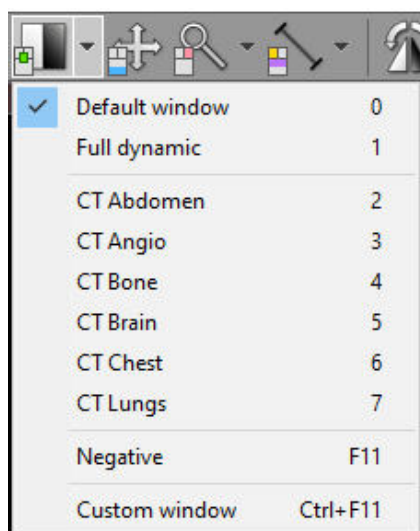 Default window 0
Full dynamic 1
CT Abdomen 2
CT Angio 3
CT Bone 4
CT Brain 5
CT Chest 6
CT Lungs 7
Negative F11
Custom window Ctrl+F11